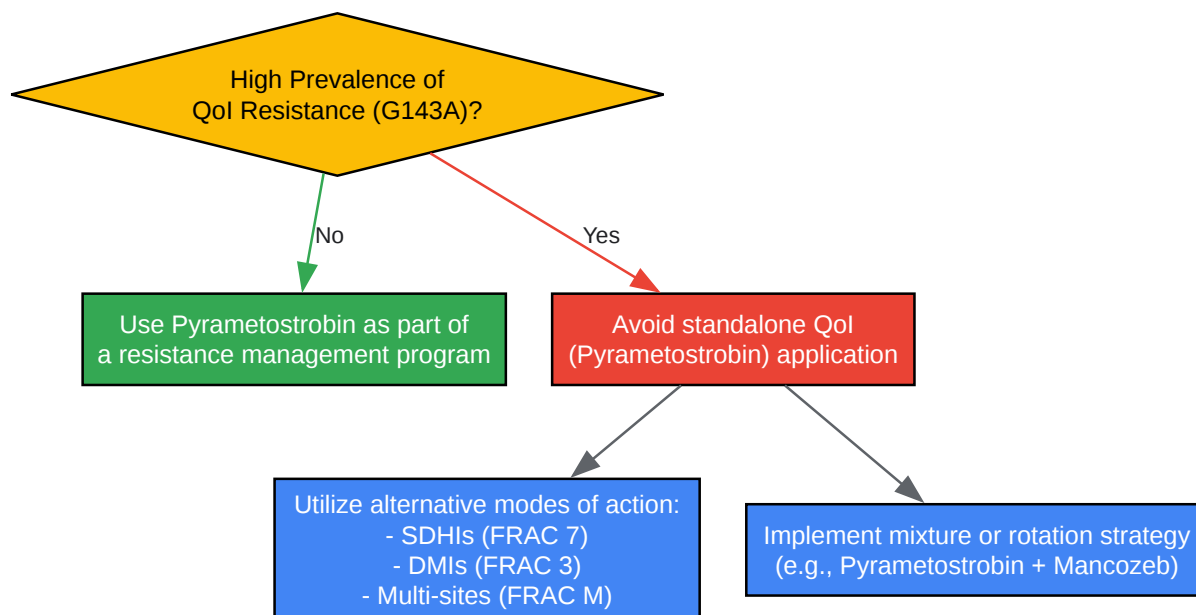 High Prevalence of
QoI Resistance (G143A)?
No
Yes
Use Pyrametostrobin as part of
a resistance management program
Avoid standalone QoI
(Pyrametostrobin) application
Utilize alternative modes of action:
- SDHIs (FRAC 7)
- DMIs (FRAC 3)
- Multi-sites (FRAC M)
Implement mixture or rotation strategy
(e.g., Pyrametostrobin + Mancozeb)